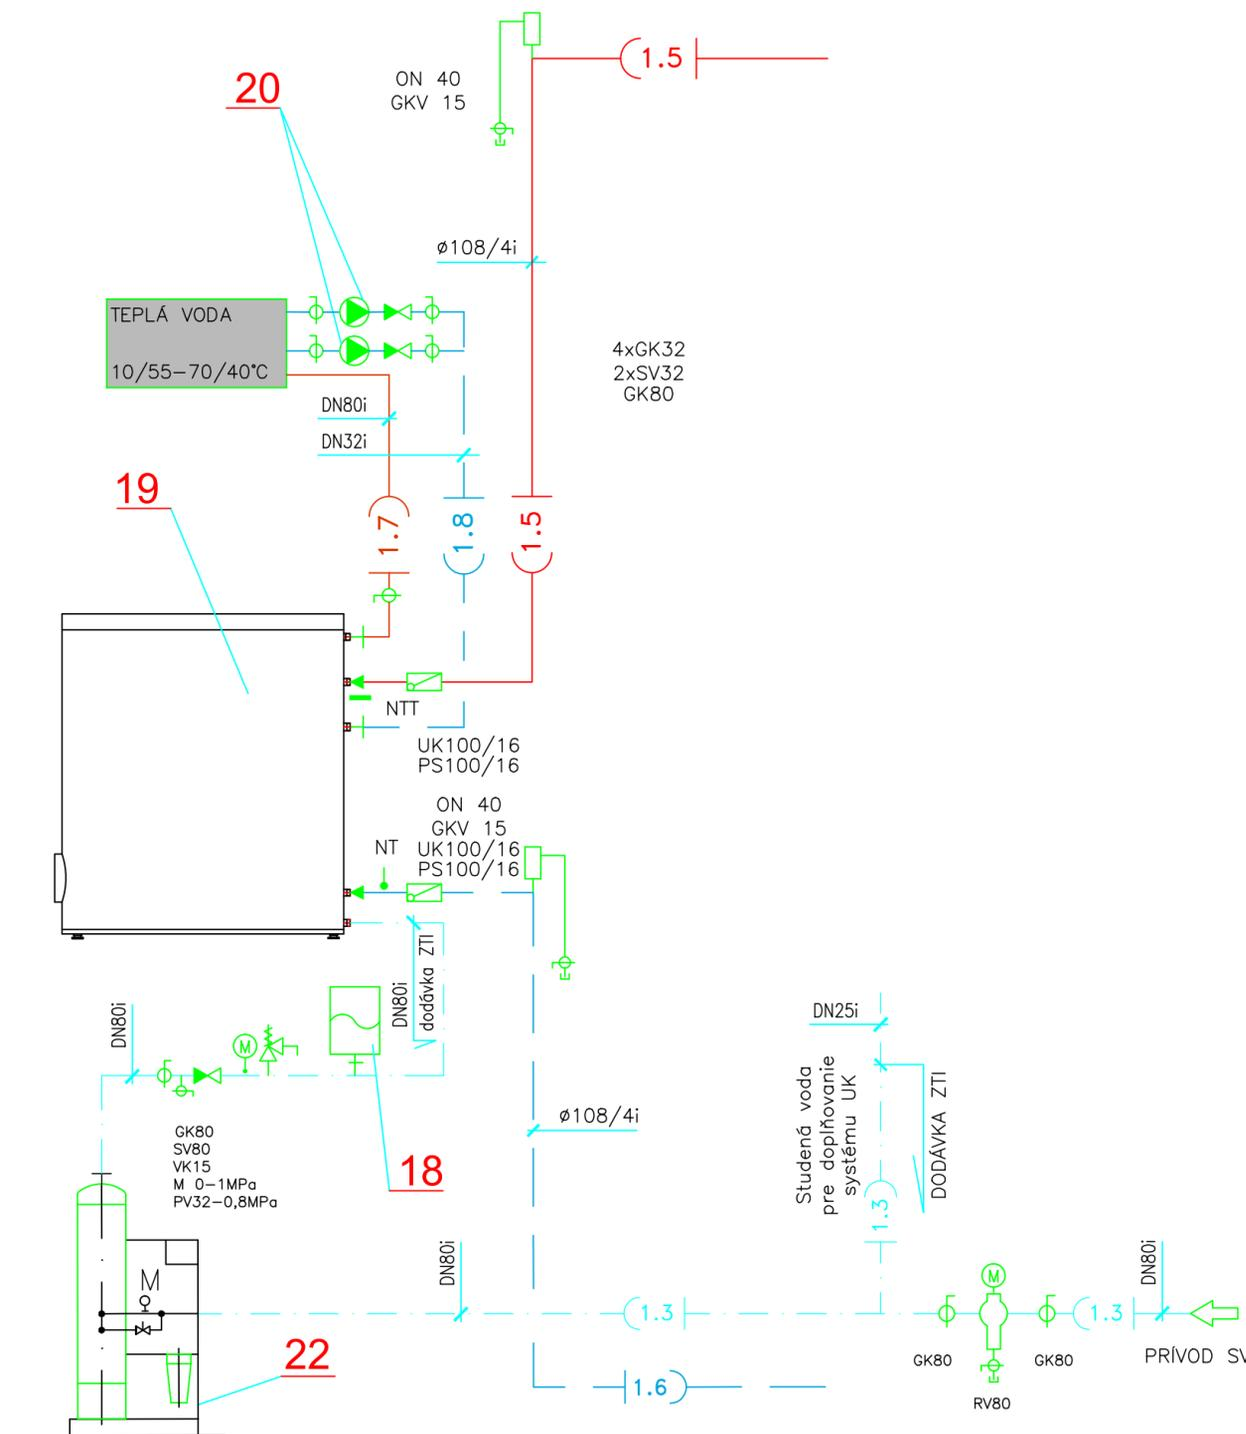 1.5
ON 40
GKV 15
20
ø108/4i
TEPLÁ VODA
10/55-70/40°C
4xGK32
2xSV32
GK80
DN80i
DN32i
19
1.7
1.8
1.5
NTT
UK100/16
PS100/16
ON 40
GKV 15
UK100/16
PS100/16
NT
DN80i
dodávka ZTI
DN80i
M
GK80
SV80
VK15
M 0-1MPa
PV32-0,8MPa
18
ø108/4i
DN25i
Studená voda
pre doplňovanie
systému UK
DODÁVKA ZTI
1.3
M
DN80i
1.3
M
1.3
DN80i
GK80
GK80
RV80
PRÍVOD SV
22
1.6